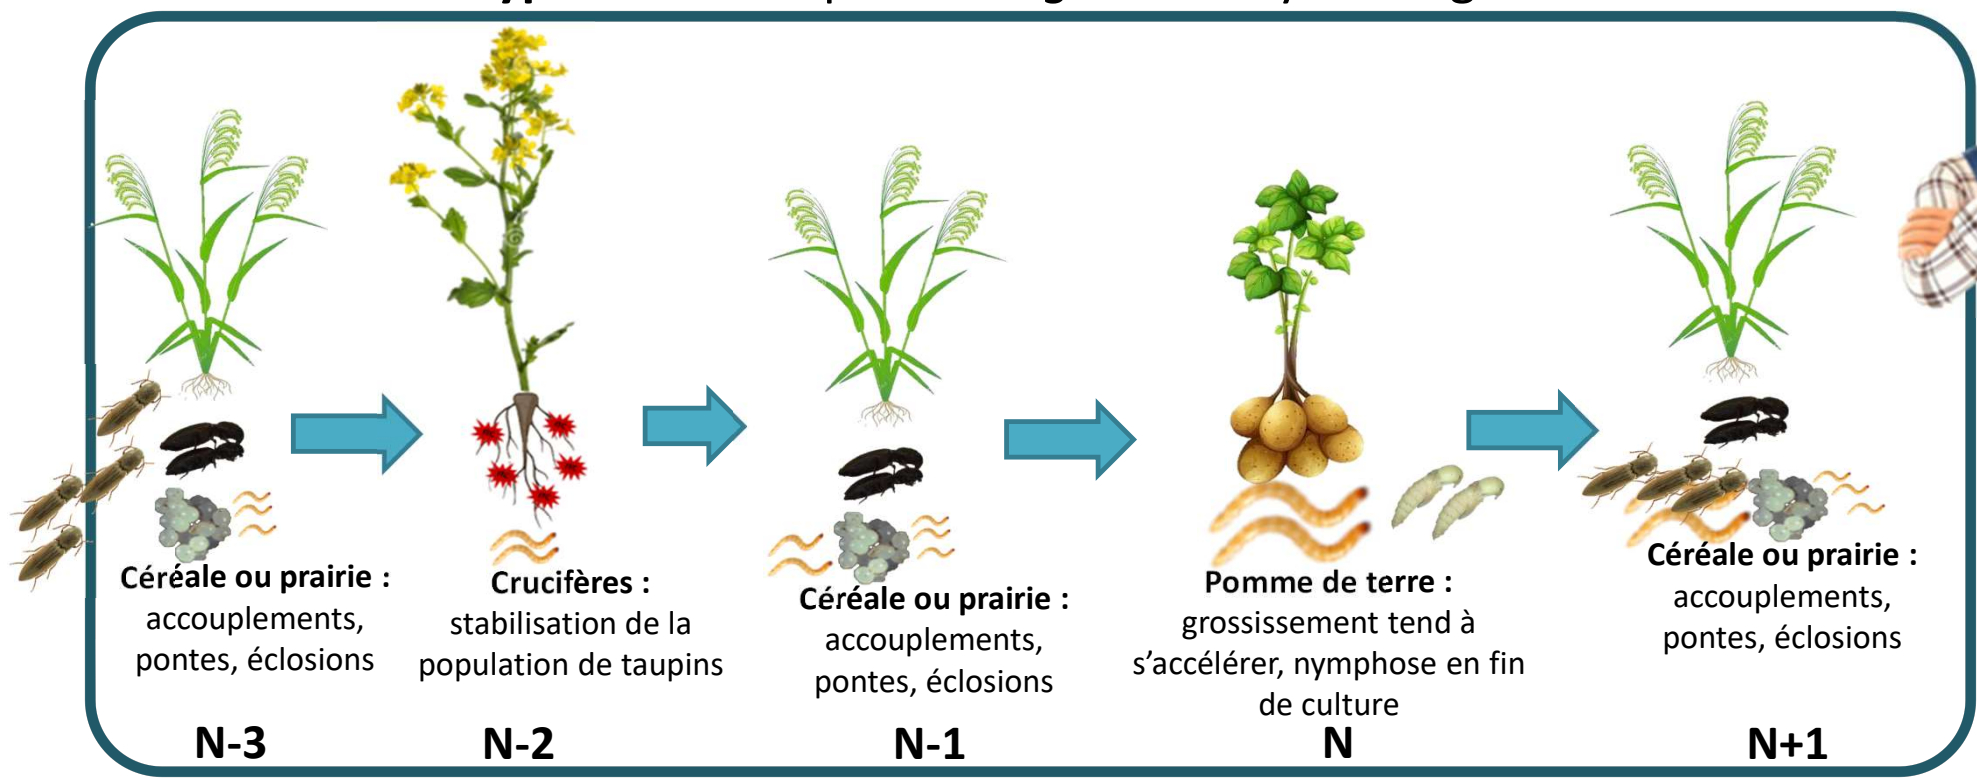 Céréale ou prairie :
accouplements,
pontes, éclosions
N-3
Crucifères :
stabilisation de la
population de taupins
N-2
Céréale ou prairie :
accouplements,
pontes, éclosions
N-1
Pomme de terre :
grossissement tend à
s’accélérer, nymphose en fin
de culture
N
Céréale ou prairie :
accouplements,
pontes, éclosions
N+1